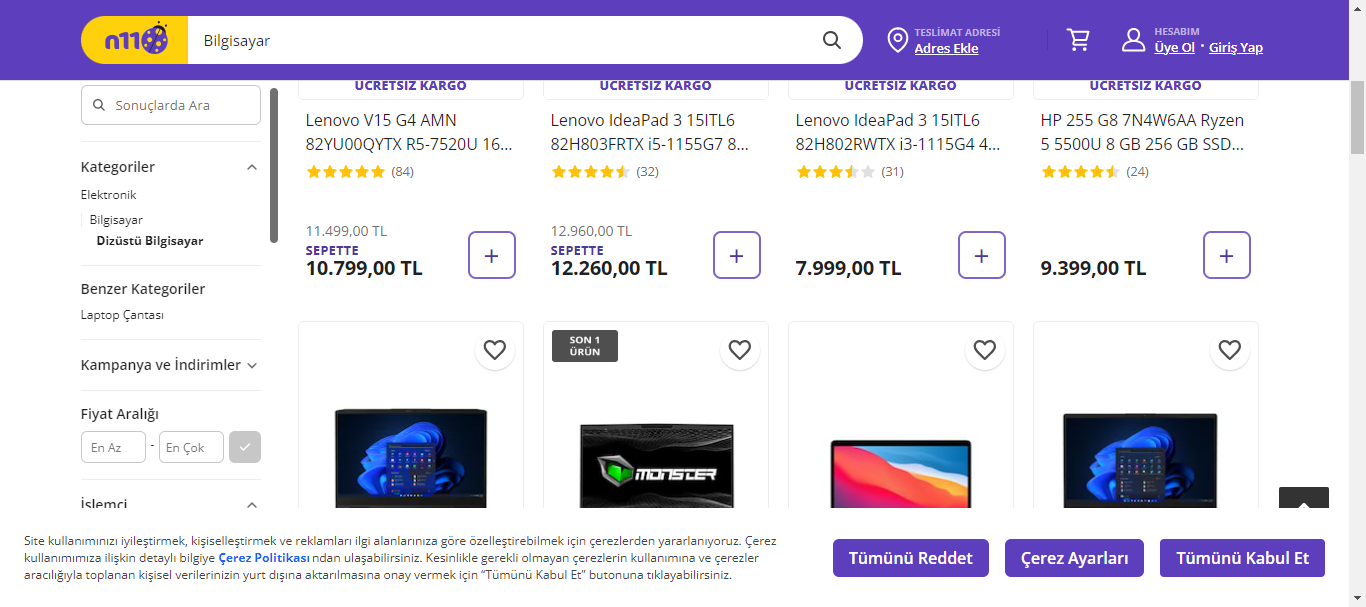 n11
Bilgisayar
TESLİMAT ADRESİ
Adres Ekle
HESABIM
Üye Ol · Giriş Yap
Sonuçlarda Ara
Kategoriler
Elektronik
Bilgisayar
Dizüstü Bilgisayar
Benzer Kategoriler
Laptop Çantası
Kampanya ve İndirimler
Fiyat Aralığı
En Az - En Çok
İşlemci
ÜCRETSİZ KARGO
Lenovo V15 G4 AMN
82YU00QYTX R5-7520U 16...
(84)
11.499,00 TL
SEPETTE
10.799,00 TL
+
ÜCRETSİZ KARGO
Lenovo IdeaPad 3 15ITL6
82H803FRTX i5-1155G7 8...
(32)
12.960,00 TL
SEPETTE
12.260,00 TL
+
ÜCRETSİZ KARGO
Lenovo IdeaPad 3 15ITL6
82H802RWTX i3-1115G4 4...
(31)
7.999,00 TL
+
ÜCRETSİZ KARGO
HP 255 G8 7N4W6AA Ryzen
5 5500U 8 GB 256 GB SSD...
(24)
9.399,00 TL
+
SON 1
ÜRÜN
MONSTER
Site kullanımınızı iyileştirmek, kişiselleştirmek ve reklamları ilgi alanlarınıza göre özelleştirebilmek için çerezlerden yararlanıyoruz. Çerez
kullanımımıza ilişkin detaylı bilgiye Çerez Politikası ndan ulaşabilirsiniz. Kesinlikle gerekli olmayan çerezlerin kullanımına ve çerezler
aracılığıyla toplanan kişisel verilerinizin yurt dışına aktarılmasına onay vermek için “Tümünü Kabul Et” butonuna tıklayabilirsiniz.
Tümünü Reddet
Çerez Ayarları
Tümünü Kabul Et